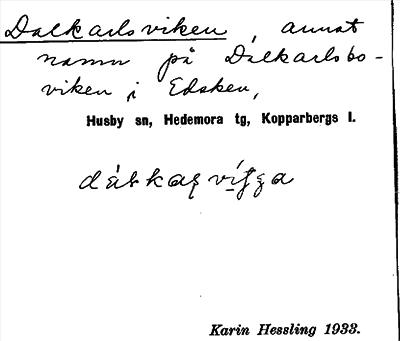 Dalkarlsviken, annat
namn på Dalkarlsbo-
viken i Edsken,
Husby sn, Hedemora tg, Kopparbergs l.
Karin Hessling 1933.